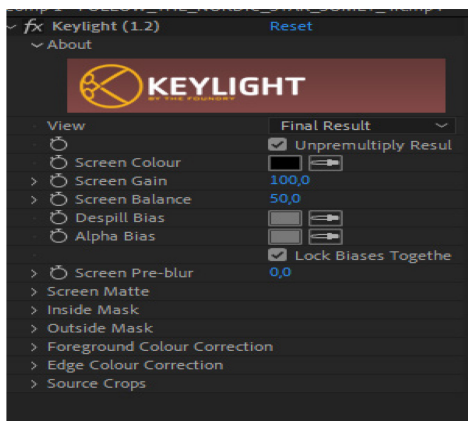 fx Keylight (1.2) Reset
About
KEYLIGHT
BY THE FOUNDRY
View Final Result
Unpremultiply Resul
Screen Colour
Screen Gain 100,0
Screen Balance 50,0
Despill Bias
Alpha Bias
Lock Biases Togethe
Screen Pre-blur 0,0
Screen Matte
Inside Mask
Outside Mask
Foreground Colour Correction
Edge Colour Correction
Source Crops